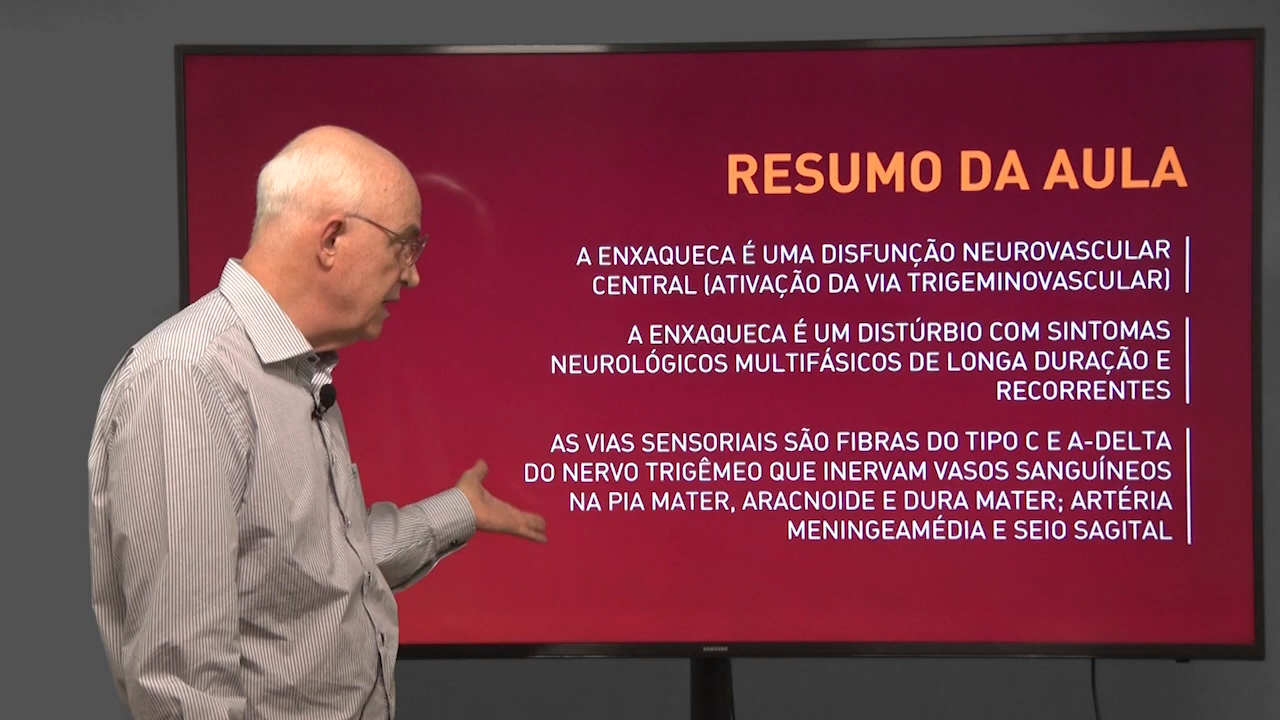 RESUMO DA AULA
A ENXAQUECA É UMA DISFUNÇÃO NEUROVASCULAR
CENTRAL (ATIVAÇÃO DA VIA TRIGEMINOVASCULAR)
A ENXAQUECA É UM DISTÚRBIO COM SINTOMAS
NEUROLÓGICOS MULTIFÁSICOS DE LONGA DURAÇÃO E
RECORRENTES
AS VIAS SENSORIAIS SÃO FIBRAS DO TIPO C E A-DELTA
DO NERVO TRIGÊMEO QUE INERVAM VASOS SANGUÍNEOS
NA PIA MATER, ARACNOIDE E DURA MATER; ARTÉRIA
MENINGEAMÉDIA E SEIO SAGITAL
SAMSUNG